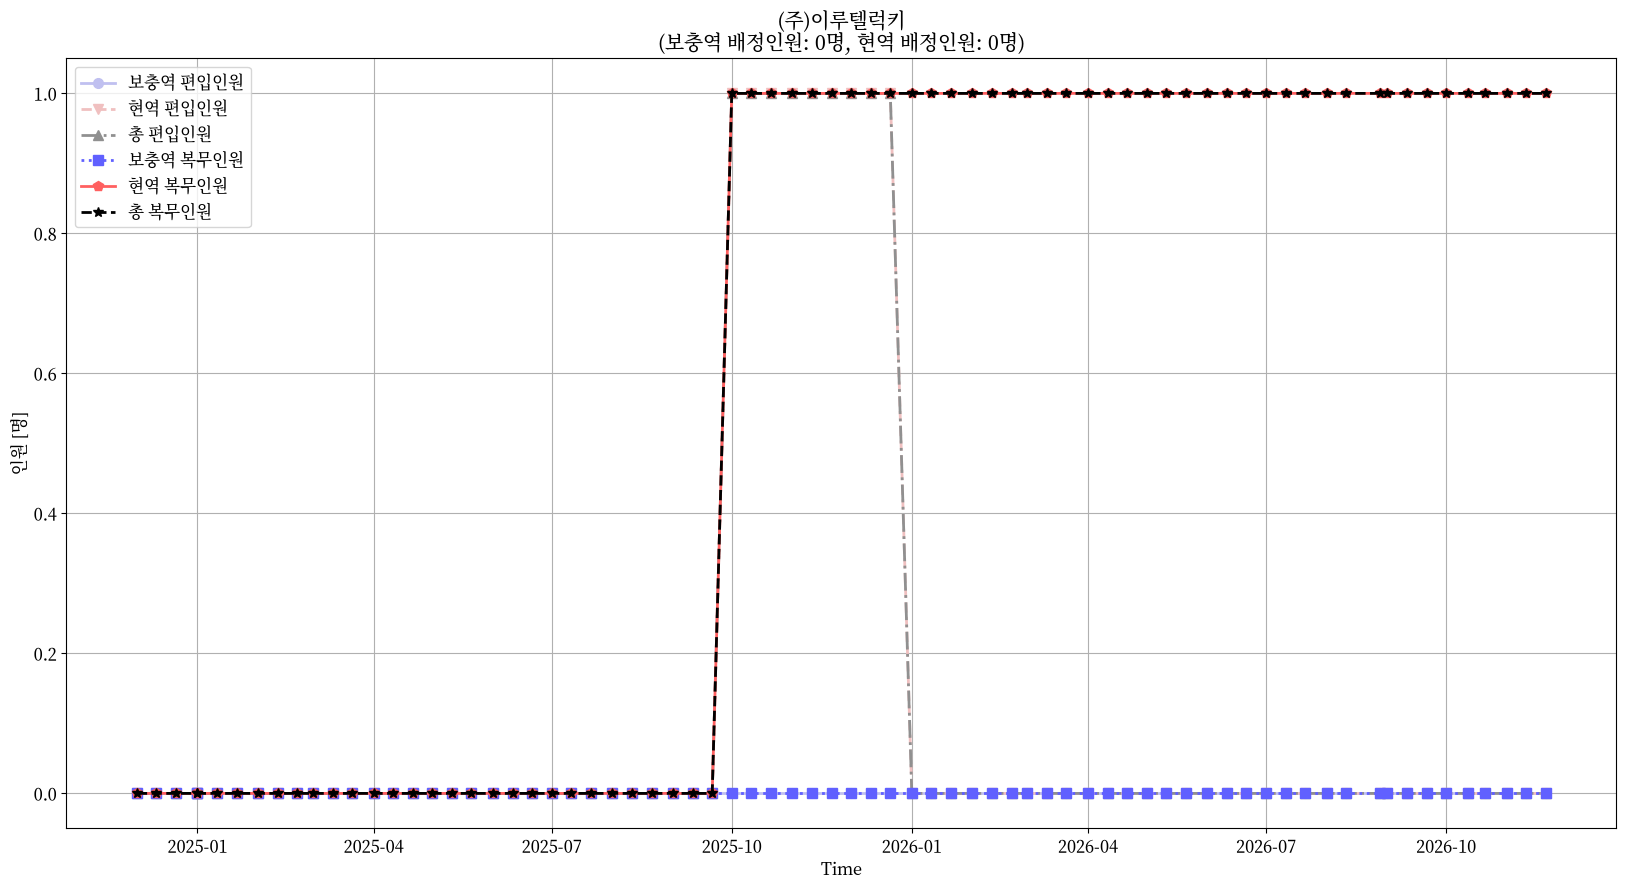 (주)이루텔럭키
(보충역 배정인원: 0명, 현역 배정인원: 0명)
보충역 편입인원
현역 편입인원
총 편입인원
보충역 복무인원
현역 복무인원
총 복무인원
1.0
0.8
0.6
0.4
0.2
0.0
인원 [명]
2025-01
2025-04
2025-07
2025-10
2026-01
2026-04
2026-07
2026-10
Time